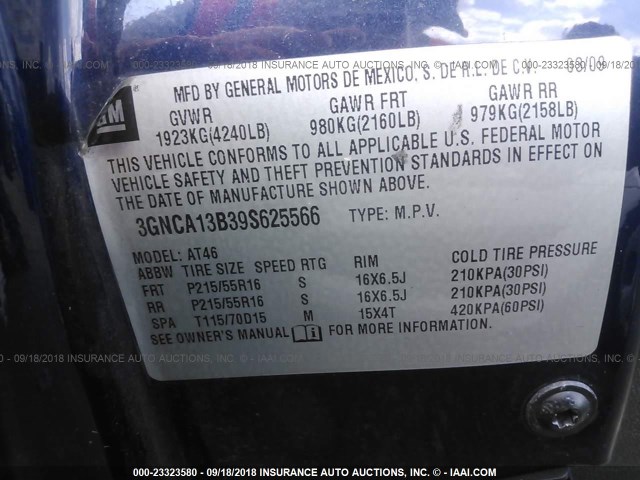 MFD BY GENERAL MOTORS DE MEXICO, S. DE R.L. DE C.V. 08/09
GVWR GAWR FRT GAWR RR
1923KG(4240LB) 980KG(2160LB) 979KG(2158LB)
GM
THIS VEHICLE CONFORMS TO ALL APPLICABLE U.S. FEDERAL MOTOR
VEHICLE SAFETY AND THEFT PREVENTION STANDARDS IN EFFECT ON
THE DATE OF MANUFACTURE SHOWN ABOVE.
3GNCA13B39S625566 TYPE: M.P.V.
MODEL: AT46
ABBW TIRE SIZE SPEED RTG RIM COLD TIRE PRESSURE
FRT P215/55R16 S 16X6.5J 210KPA(30PSI)
RR P215/55R16 S 16X6.5J 210KPA(30PSI)
SPA T115/70D15 M 15X4T 420KPA(60PSI)
SEE OWNER'S MANUAL FOR MORE INFORMATION.
000-23323580 - 09/18/2018 INSURANCE AUTO AUCTIONS, INC. © - IAAI.COM